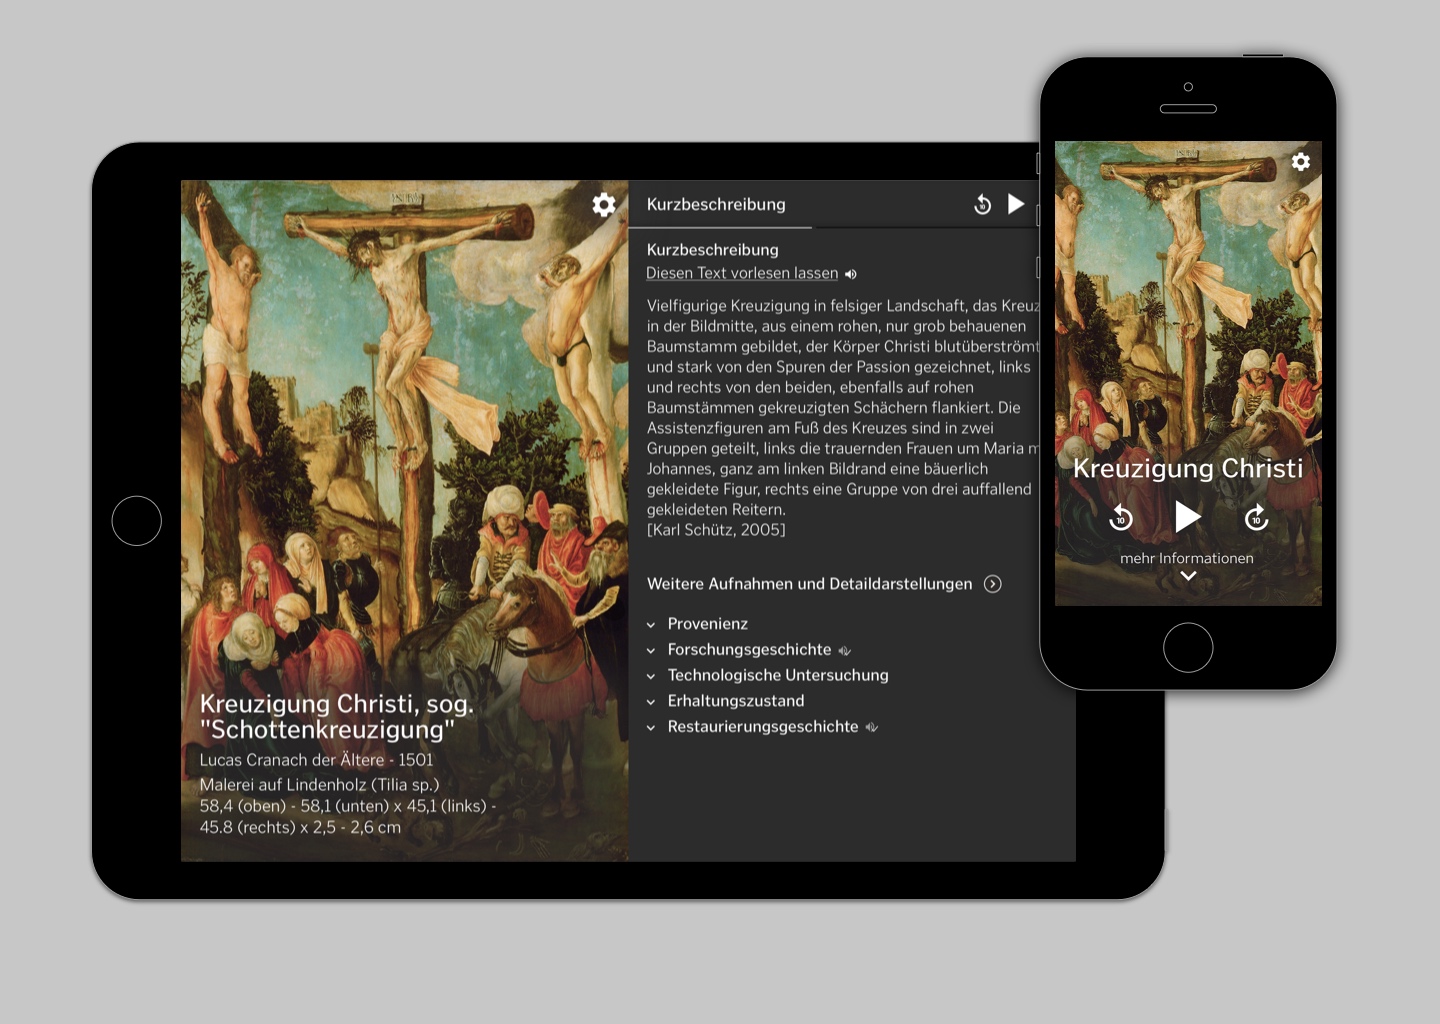 Kreuzigung Christi, sog.
"Schottenkreuzigung"
Lucas Cranach der Ältere - 1501
Malerei auf Lindenholz (Tilia sp.)
58,4 (oben) - 58,1 (unten) x 45,1 (links) -
45.8 (rechts) x 2,5 - 2,6 cm
Kurzbeschreibung
10
Kurzbeschreibung
Diesen Text vorlesen lassen
Vielfigurige Kreuzigung in felsiger Landschaft, das Kreuz
in der Bildmitte, aus einem rohen, nur grob behauenen
Baumstamm gebildet, der Körper Christi blutüberströmt
und stark von den Spuren der Passion gezeichnet, links
und rechts von den beiden, ebenfalls auf rohen
Baumstämmen gekreuzigten Schächern flankiert. Die
Assistenzfiguren am Fuß des Kreuzes sind in zwei
Gruppen geteilt, links die trauernden Frauen um Maria
Johannes, ganz am linken Bildrand eine bäuerlich
gekleidete Figur, rechts eine Gruppe von drei auffallend
gekleideten Reitern.
[Karl Schütz, 2005]
Weitere Aufnahmen und Detaildarstellungen
Provenienz
Forschungsgeschichte
Technologische Untersuchung
Erhaltungszustand
Restaurierungsgeschichte
Kreuzigung Christi
10
10
mehr Informationen